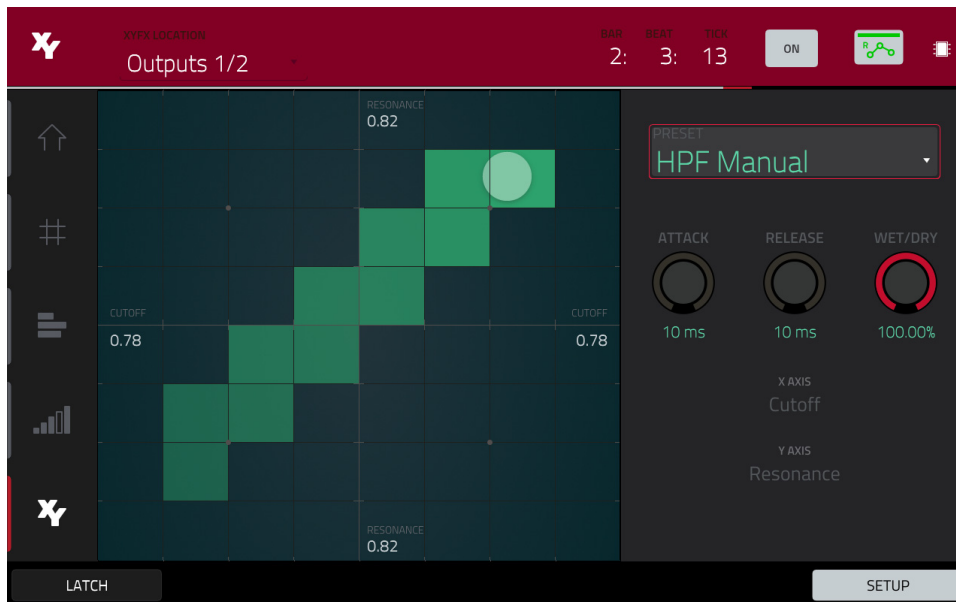 XY
XYFX LOCATION
Outputs 1/2
BAR BEAT TICK
2: 3: 13
ON
R
RESONANCE
0.82
CUTOFF
0.78
CUTOFF
0.78
RESONANCE
0.82
PRESET
HPF Manual
ATTACK RELEASE WET/DRY
10 ms 10 ms 100.00%
X AXIS
Cutoff
Y AXIS
Resonance
XY
LATCH
SETUP